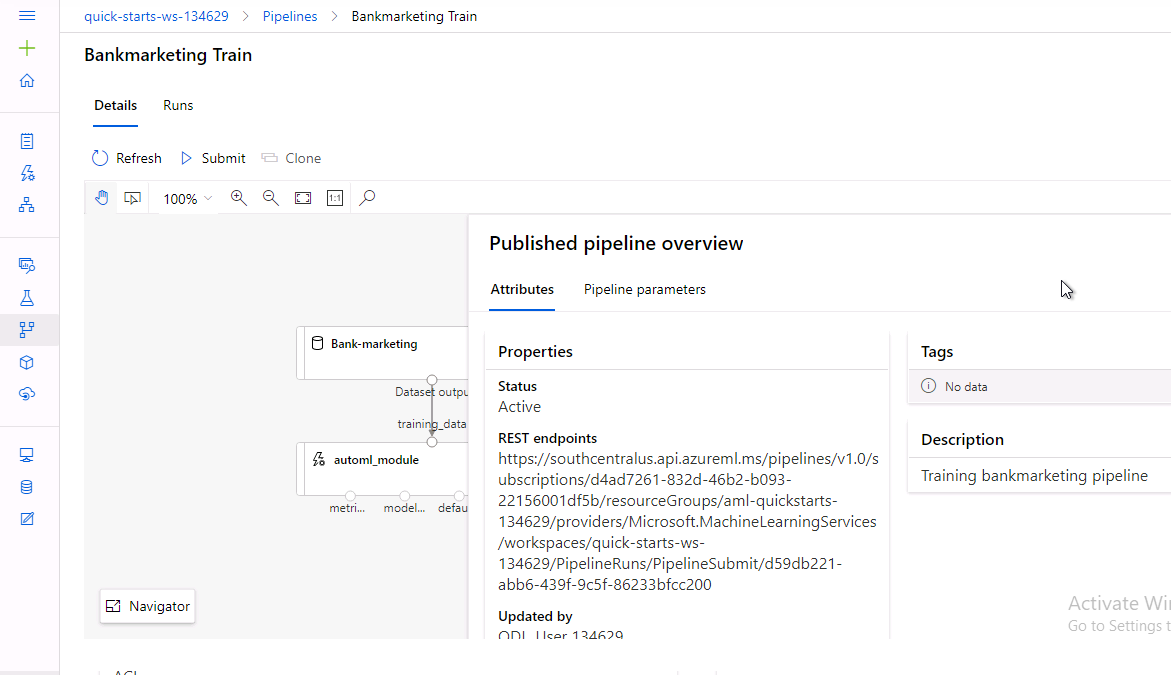 quick-starts-ws-134629 > Pipelines > Bankmarketing Train
Bankmarketing Train
Details Runs
Refresh Submit Clone
100% 1:1
Bank-marketing
Dataset outpu
training_data
automl_module
metri... model... defau
Navigator
Published pipeline overview
Attributes Pipeline parameters
Properties
Status
Active
REST endpoints
https://southcentralus.api.azureml.ms/pipelines/v1.0/s
ubscriptions/d4ad7261-832d-46b2-b093-
22156001df5b/resourceGroups/aml-quickstarts-
134629/providers/Microsoft.MachineLearningServices
/workspaces/quick-starts-ws-
134629/PipelineRuns/PipelineSubmit/d59db221-
abb6-439f-9c5f-86233bfcc200
Updated by
ODL_User 134629
Tags
No data
Description
Training bankmarketing pipeline
Activate Wi
Go to Settings t